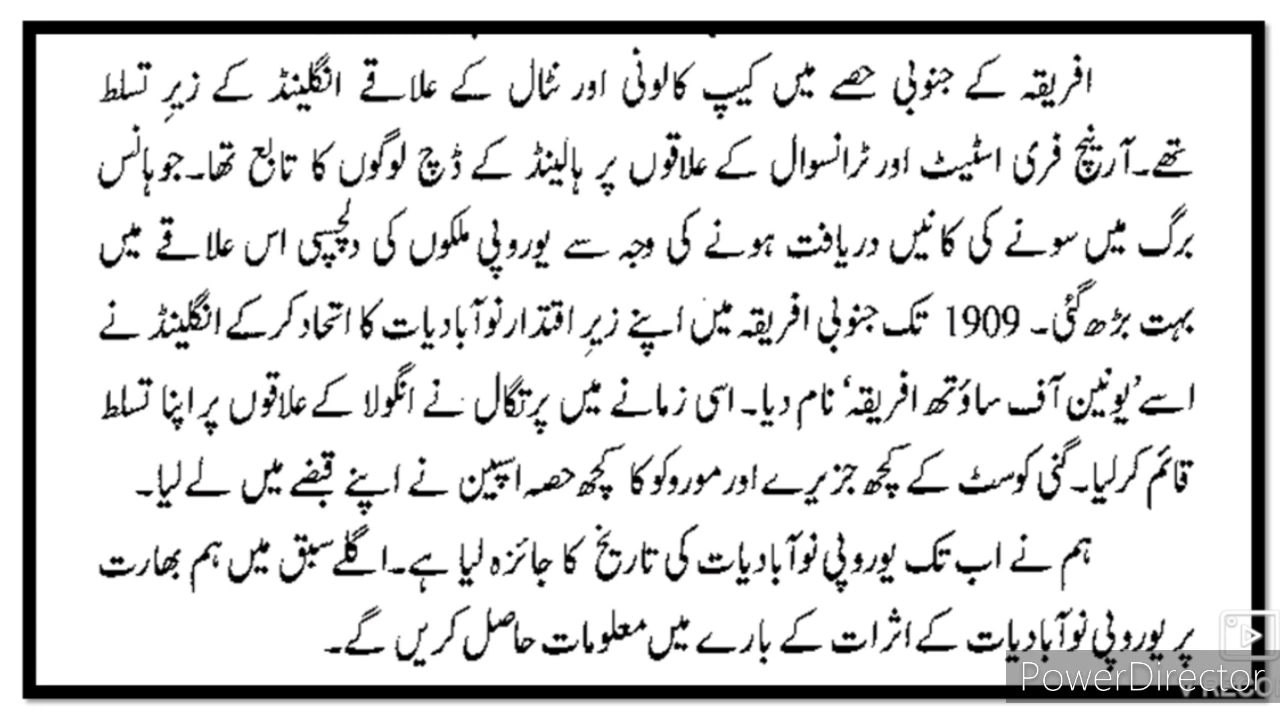 افریقہ کے جنوبی حصے میں کیپ کالونی اور نٹال کے علاقے انگلینڈ کے زیرِ تسلط
تھے۔ آرینج فری اسٹیٹ اور ٹرانسوال کے علاقوں پر ہالینڈ کے ڈچ لوگوں کا تابع تھا۔ جوہانس
برگ میں سونے کی کانیں دریافت ہونے کی وجہ سے یوروپی ملکوں کی دلچسپی اس علاقے میں
بہت بڑھ گئی۔ 1909 تک جنوبی افریقہ میں اپنے زیرِ اقتدار نوآبادیات کا اتحاد کر کے انگلینڈ نے
اسے ’یونین آف ساؤتھ افریقہ‘ نام دیا۔ اسی زمانے میں پرتگال نے انگولا کے علاقوں پر اپنا تسلط
قائم کر لیا۔ گنی کوسٹ کے کچھ جزیرے اور موروکو کا کچھ حصہ اسپین نے اپنے قبضے میں لے لیا۔
ہم نے اب تک یوروپی نوآبادیات کی تاریخ کا جائزہ لیا ہے۔ اگلے سبق میں ہم بھارت
پر یوروپی نوآبادیات کے اثرات کے بارے میں معلومات حاصل کریں گے۔
PowerDirector